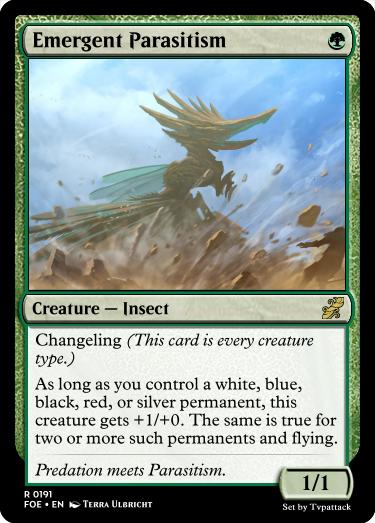 Emergent Parasitism
Creature — Insect
Changeling (This card is every creature
type.)
As long as you control a white, blue,
black, red, or silver permanent, this
creature gets +1/+0. The same is true for
two or more such permanents and flying.
Predation meets Parasitism.
1/1
R 0191
FOE • EN Terra Ulbricht
Set by Tvpattack